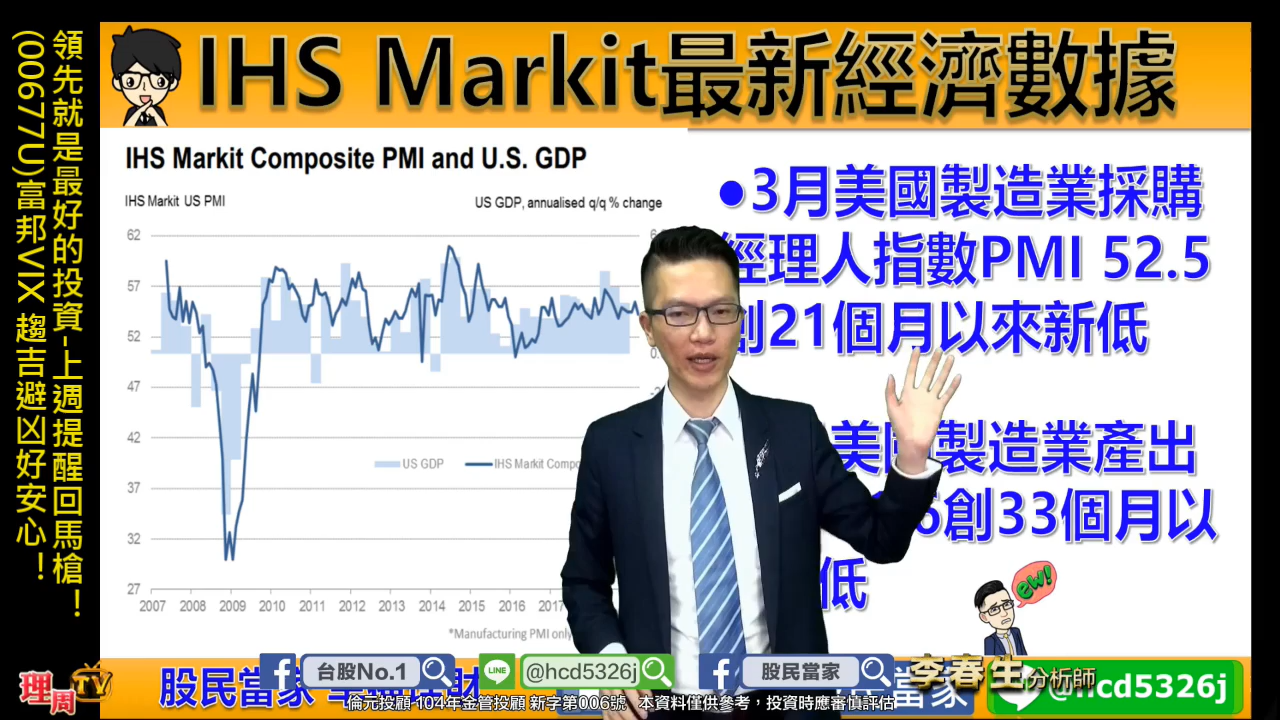 領先就是最好的投資-上週提醒回馬槍！
(00677U)富邦VIX 趨吉避凶好安心！
IHS Markit最新經濟數據
IHS Markit Composite PMI and U.S. GDP
IHS Markit US PMI
US GDP, annualised q/q % change
62
57
52
47
42
37
32
27
US GDP
IHS Markit Compo
2007 2008 2009 2010 2011 2012 2013 2014 2015 2016 2017
*Manufacturing PMI only
●3月美國製造業採購
經理人指數PMI 52.5
創21個月以來新低
美國製造業產出
6創33個月以
低
ew!
理周TV
股民當家
台股No.1
@hcd5326j
股民當家
李春生分析師
@hcd5326j
倫元投顧 104年金管投顧 新字第006號 本資料僅供參考，投資時應審慎評估